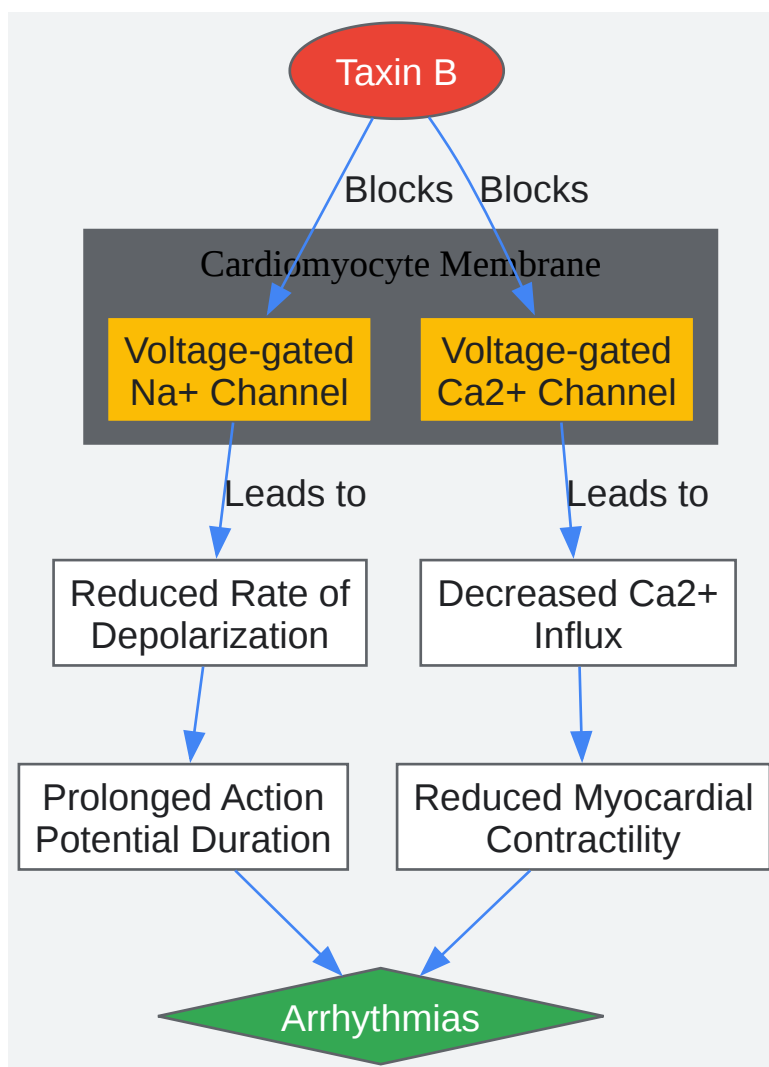 Taxin B
Blocks
Blocks
Cardiomyocyte Membrane
Voltage-gated
Na+ Channel
Voltage-gated
Ca2+ Channel
Leads to
Leads to
Reduced Rate of
Depolarization
Decreased Ca2+
Influx
Prolonged Action
Potential Duration
Reduced Myocardial
Contractility
Arrhythmias